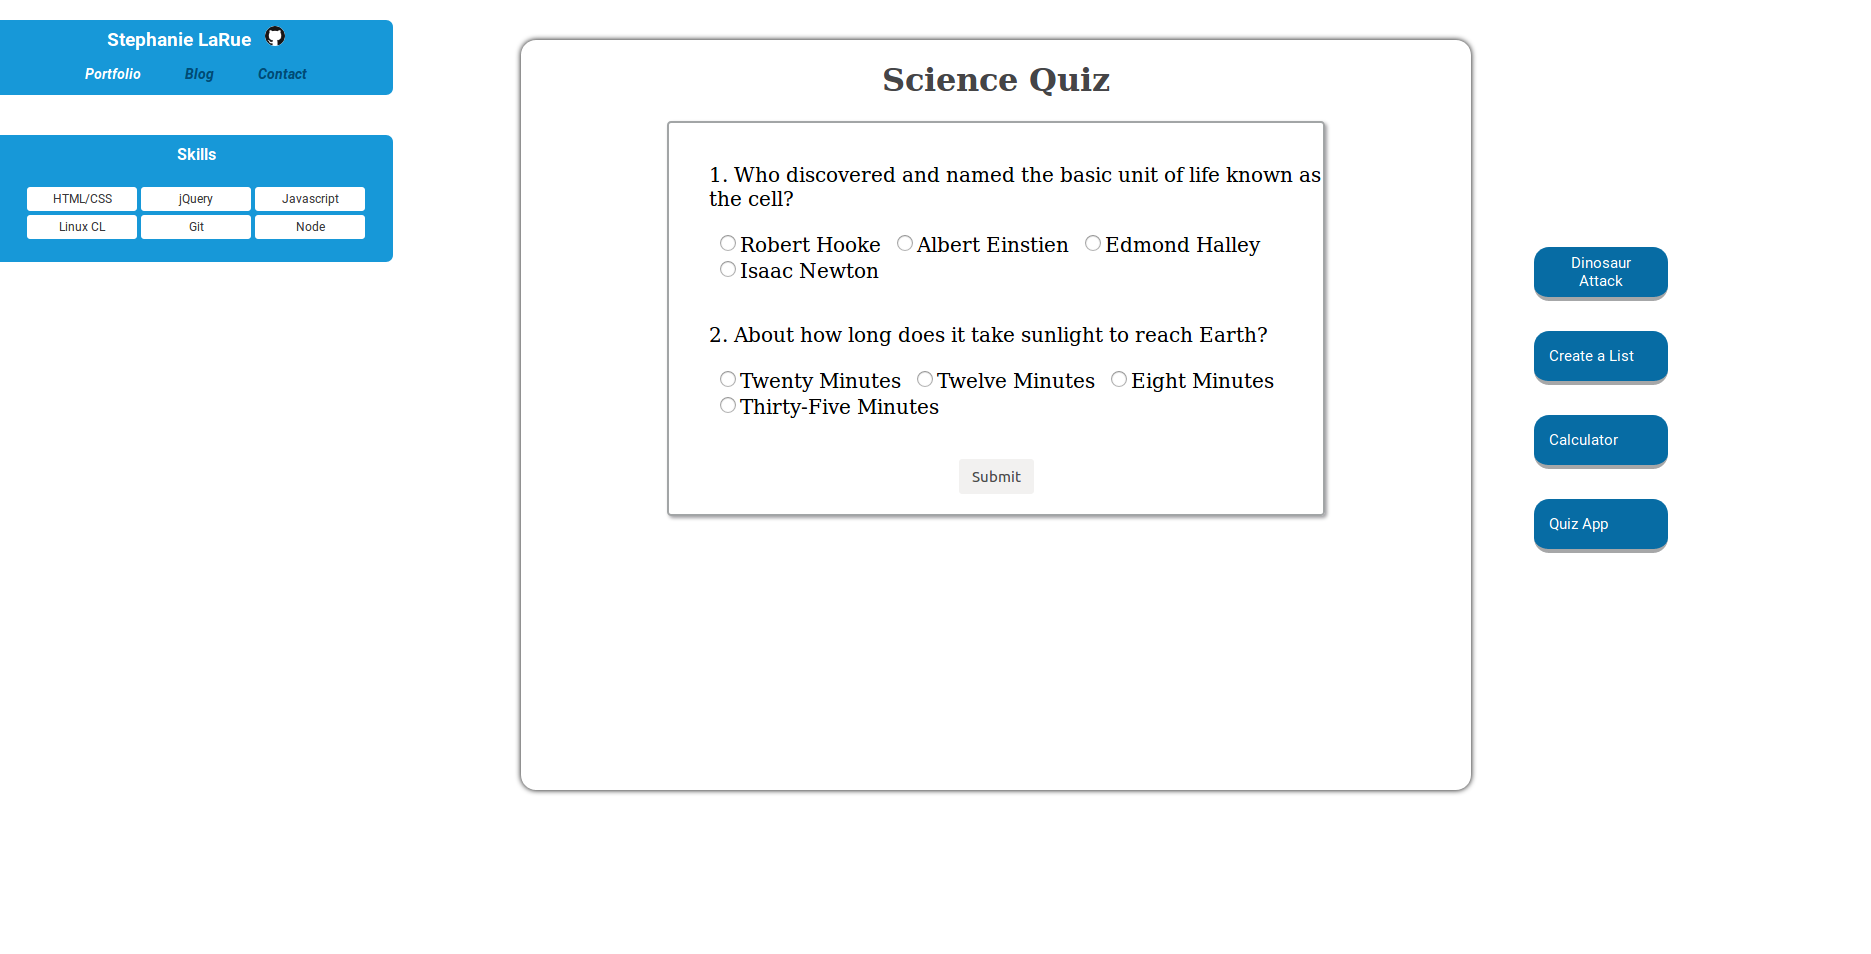 Stephanie LaRue
Portfolio Blog Contact
Skills
HTML/CSS jQuery Javascript
Linux CL Git Node
Science Quiz
1. Who discovered and named the basic unit of life known as
the cell?
Robert Hooke Albert Einstien Edmond Halley
Isaac Newton
2. About how long does it take sunlight to reach Earth?
Twenty Minutes Twelve Minutes Eight Minutes
Thirty-Five Minutes
Submit
Dinosaur
Attack
Create a List
Calculator
Quiz App